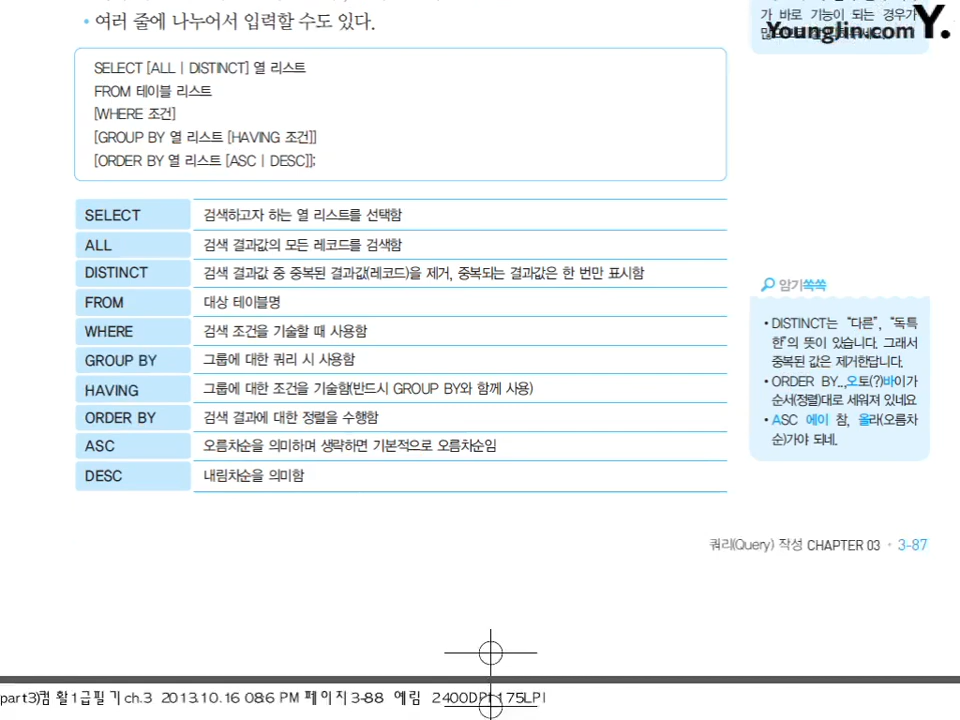 • 여러 줄에 나누어서 입력할 수도 있다.
가 바로 기능이 되는 경우가
Younglin.com Y.
SELECT [ALL | DISTINCT] 열 리스트
FROM 테이블 리스트
[WHERE 조건]
[GROUP BY 열 리스트 [HAVING 조건]]
[ORDER BY 열 리스트 [ASC | DESC]];
SELECT 검색하고자 하는 열 리스트를 선택함
ALL 검색 결과값의 모든 레코드를 검색함
DISTINCT 검색 결과값 중 중복된 결과값(레코드)을 제거, 중복되는 결과값은 한 번만 표시함
FROM 대상 테이블명
WHERE 검색 조건을 기술할 때 사용함
GROUP BY 그룹에 대한 쿼리 시 사용함
HAVING 그룹에 대한 조건을 기술함(반드시 GROUP BY와 함께 사용)
ORDER BY 검색 결과에 대한 정렬을 수행함
ASC 오름차순을 의미하며 생략하면 기본적으로 오름차순임
DESC 내림차순을 의미함
암기쏙쏙
• DISTINCT는 “다른”, “독특
한”의 뜻이 있습니다. 그래서
중복된 값은 제거한답니다.
• ORDER BY...오토(?)바이가
순서(정렬)대로 세워져 있네요
• ASC 에이 참, 올라(오름차
순)가야 되네.
쿼리(Query) 작성 CHAPTER 03 • 3-87
part3)컴활1급필기ch.3 2013.10.16 08:6 PM 페이지3-88 예림 2400DPI 175LPI